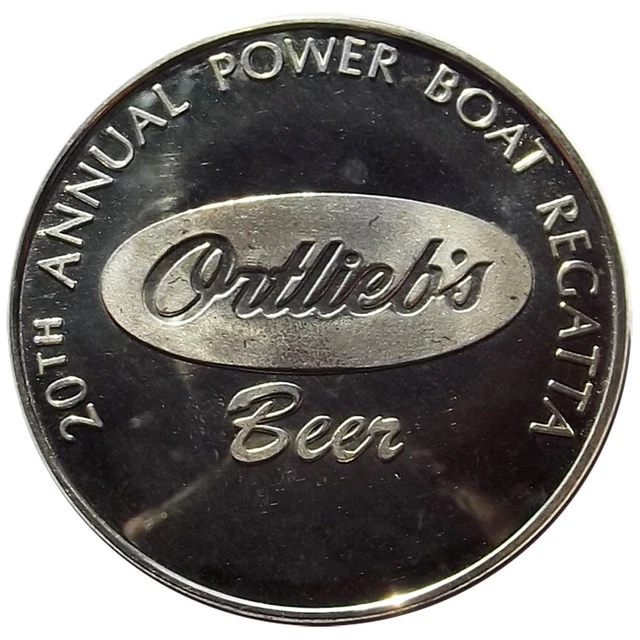 20TH ANNUAL POWER BOAT REGATTA
Ortlieb's
Beer